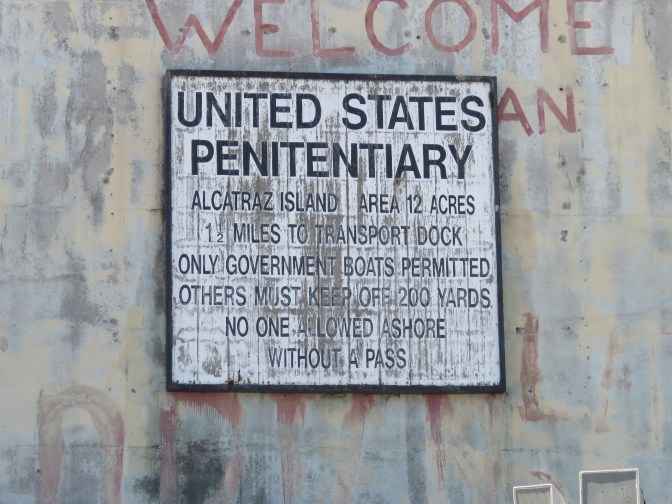 WELCOME
UNITED STATES
PENITENTIARY
ALCATRAZ ISLAND AREA 12 ACRES
1½ MILES TO TRANSPORT DOCK
ONLY GOVERNMENT BOATS PERMITTED
OTHERS MUST KEEP OFF 200 YARDS
NO ONE ALLOWED ASHORE
WITHOUT A PASS